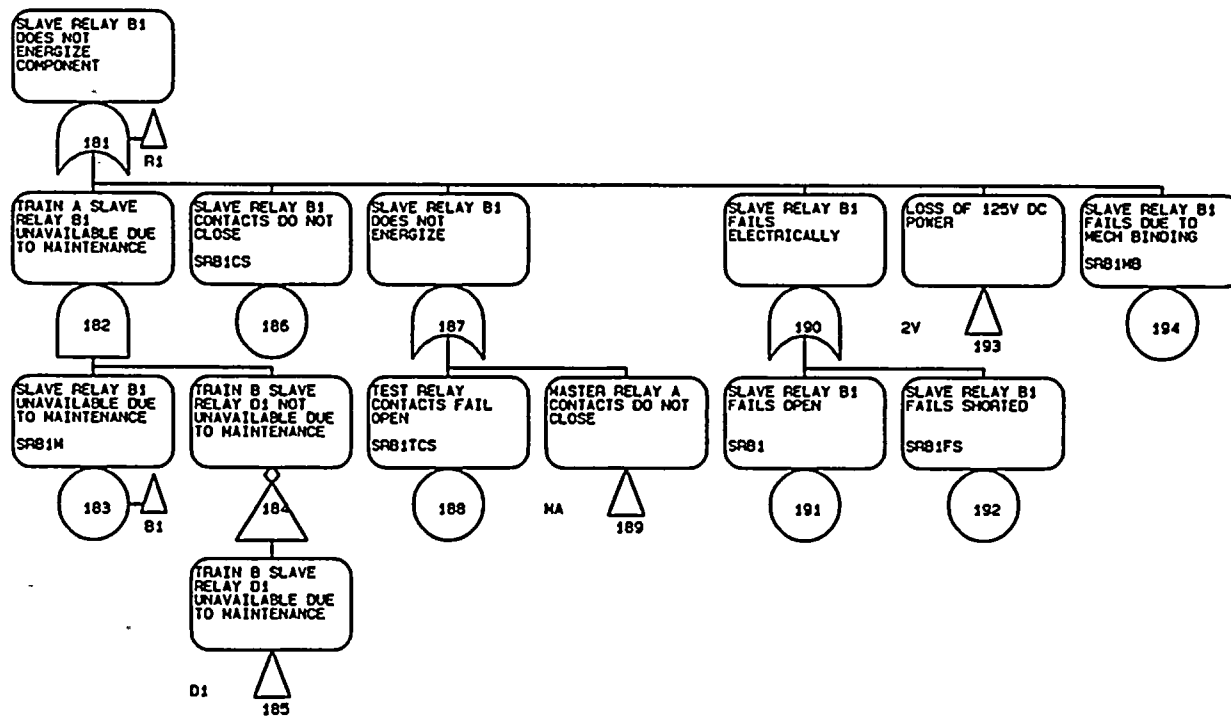 SLAVE RELAY B1
DOES NOT
ENERGIZE
COMPONENT
181
R1
TRAIN A SLAVE
RELAY B1
UNAVAILABLE DUE
TO MAINTENANCE
SLAVE RELAY B1
CONTACTS DO NOT
CLOSE
SRB1CS
SLAVE RELAY B1
DOES NOT
ENERGIZE
SLAVE RELAY B1
FAILS
ELECTRICALLY
LOSS OF 125V DC
POWER
SLAVE RELAY B1
FAILS DUE TO
MECH BINDING
SRB1MB
182
186
187
190
2V
193
194
SLAVE RELAY B1
UNAVAILABLE DUE
TO MAINTENANCE
SRB1M
TRAIN B SLAVE
RELAY D1 NOT
UNAVAILABLE DUE
TO MAINTENANCE
TEST RELAY
CONTACTS FAIL
OPEN
SRB1TCS
MASTER RELAY A
CONTACTS DO NOT
CLOSE
SLAVE RELAY B1
FAILS OPEN
SRB1
SLAVE RELAY B1
FAILS SHORTED
SRB1FS
183
B1
184
188
MA
189
191
192
TRAIN B SLAVE
RELAY D1
UNAVAILABLE DUE
TO MAINTENANCE
D1
185